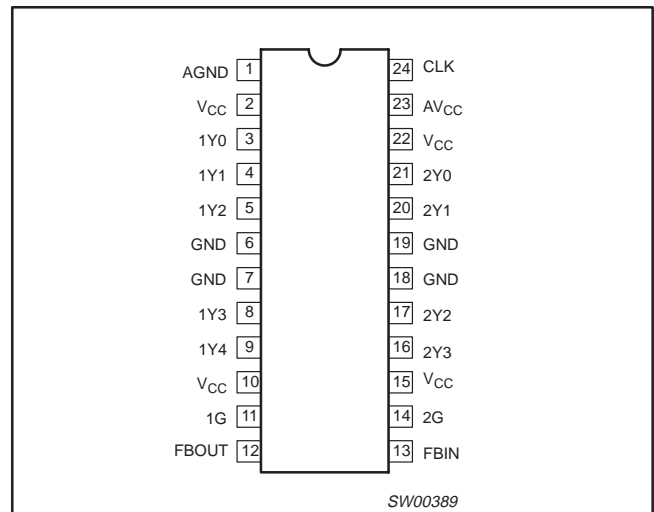 AGND 1 24 CLK
VCC 2 23 AVCC
1Y0 3 22 VCC
1Y1 4 21 2Y0
1Y2 5 20 2Y1
GND 6 19 GND
GND 7 18 GND
1Y3 8 17 2Y2
1Y4 9 16 2Y3
VCC 10 15 VCC
1G 11 14 2G
FBOUT 12 13 FBIN
SW00389